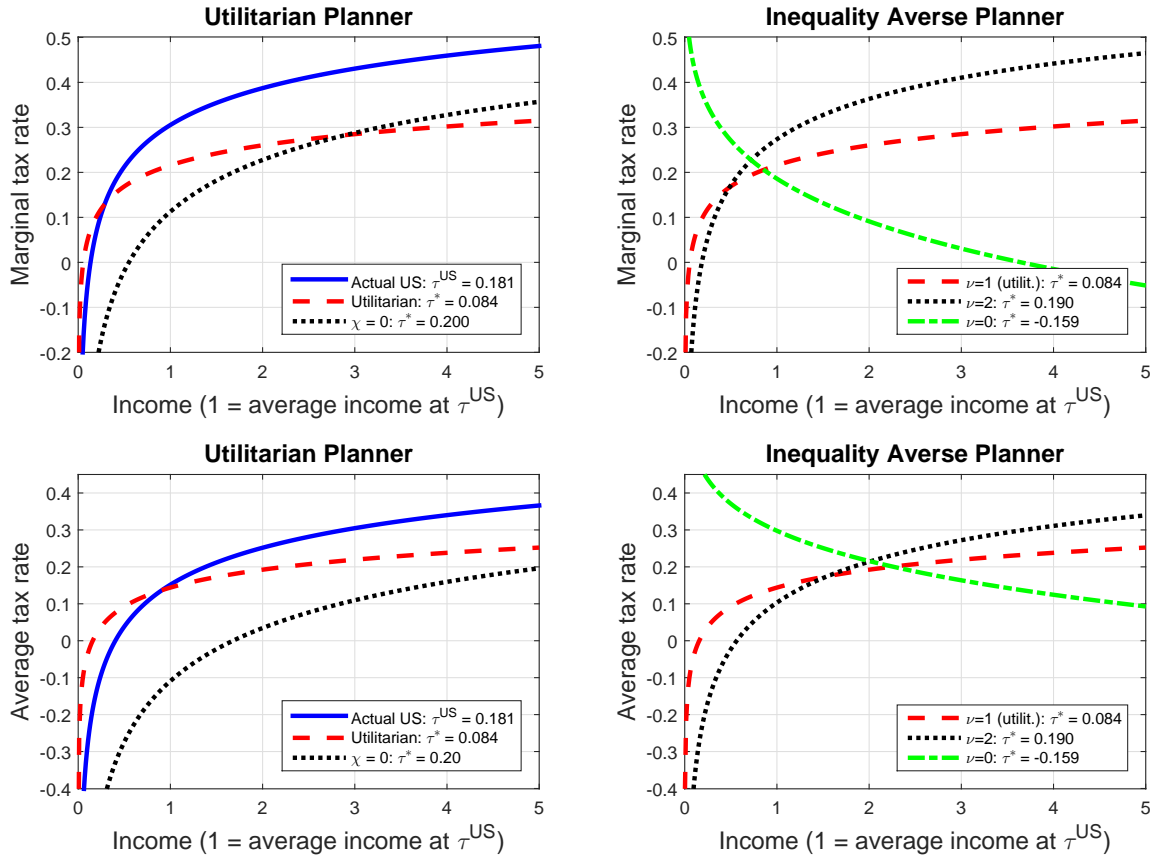 Utilitarian Planner
Marginal tax rate
0.5
0.4
0.3
0.2
0.1
0
-0.1
-0.2
Actual US: τ^US = 0.181
Utilitarian: τ* = 0.084
χ = 0: τ* = 0.200
0 1 2 3 4 5
Income (1 = average income at τ^US)
Inequality Averse Planner
Marginal tax rate
0.5
0.4
0.3
0.2
0.1
0
-0.1
-0.2
ν=1 (utilit.): τ* = 0.084
ν=2: τ* = 0.190
ν=0: τ* = -0.159
0 1 2 3 4 5
Income (1 = average income at τ^US)
Utilitarian Planner
Average tax rate
0.4
0.3
0.2
0.1
0
-0.1
-0.2
-0.3
-0.4
Actual US: τ^US = 0.181
Utilitarian: τ* = 0.084
χ = 0: τ* = 0.20
0 1 2 3 4 5
Income (1 = average income at τ^US)
Inequality Averse Planner
Average tax rate
0.4
0.3
0.2
0.1
0
-0.1
-0.2
-0.3
-0.4
ν=1 (utilit.): τ* = 0.084
ν=2: τ* = 0.190
ν=0: τ* = -0.159
0 1 2 3 4 5
Income (1 = average income at τ^US)